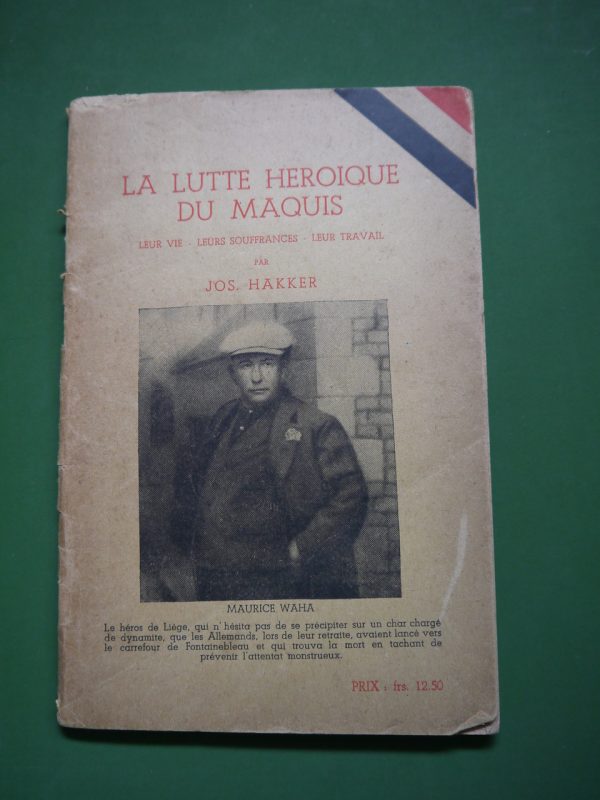 LA LUTTE HEROIQUE
DU MAQUIS
LEUR VIE - LEURS SOUFFRANCES - LEUR TRAVAIL
PAR
JOS. HAKKER
MAURICE WAHA
Le héros de Liége, qui n'hésita pas de se précipiter sur un char chargé
de dynamite, que les Allemands, lors de leur retraite, avaient lancé vers
le carrefour de Fontainebleau et qui trouva la mort en tachant de
prévenir l'attentat monstrueux.
PRIX : frs. 12.50